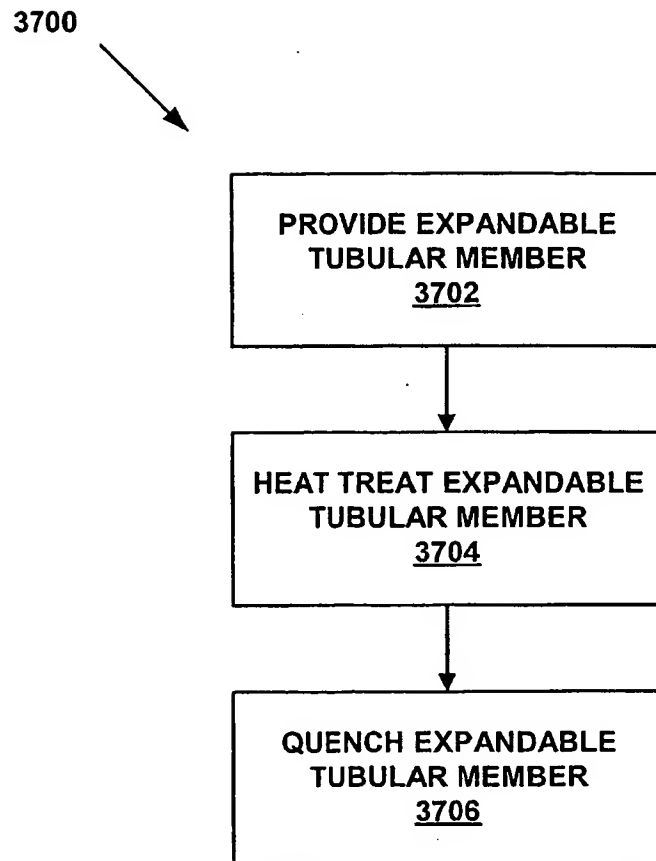 3700
PROVIDE EXPANDABLE
TUBULAR MEMBER
3702
HEAT TREAT EXPANDABLE
TUBULAR MEMBER
3704
QUENCH EXPANDABLE
TUBULAR MEMBER
3706